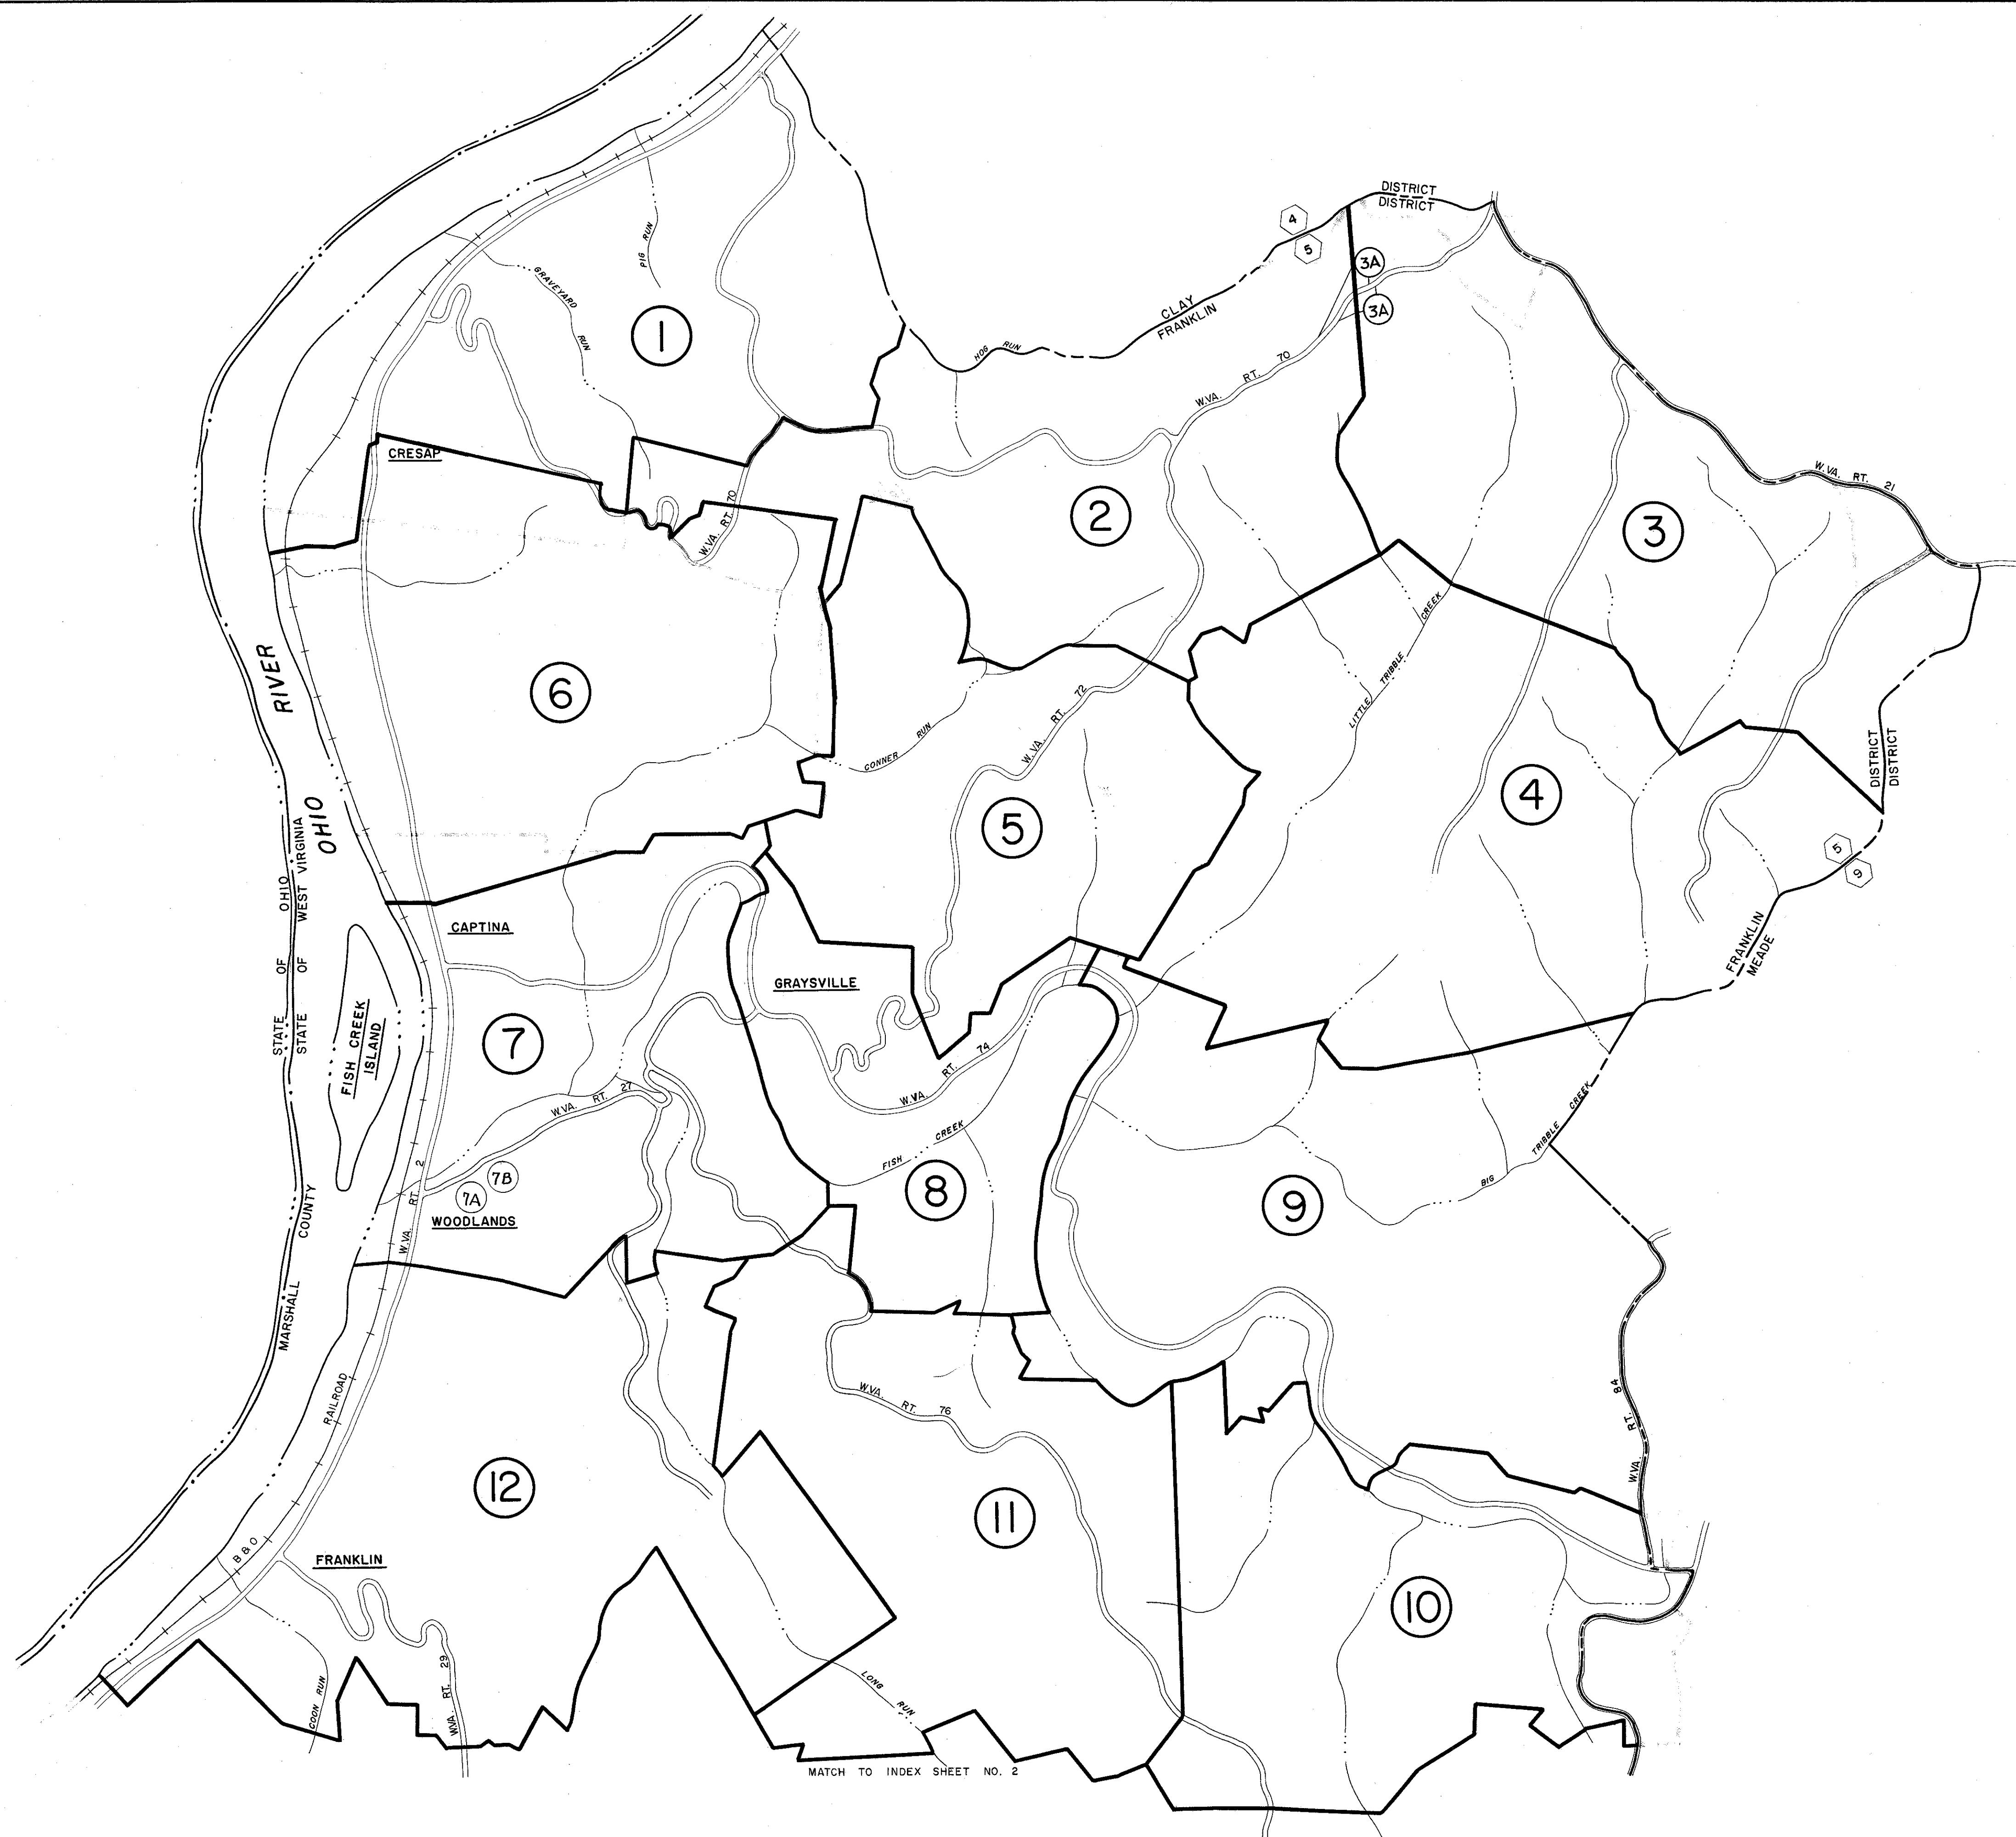 DISTRICT
DISTRICT
4
5
3A
3A
CLAY
FRANKLIN
HOG RUN
PIG RUN
GRAVEYARD RUN
1
W.VA. RT. 70
W.VA. RT. 21
CRESAP
W.VA. RT. 70
2
3
LITTLE TRIBBLE CREEK
6
RIVER
OHIO
CONNER RUN
W.VA. RT. 72
5
4
DISTRICT
DISTRICT
5
9
FRANKLIN
MEADE
STATE OF OHIO
STATE OF WEST VIRGINIA
CAPTINA
GRAYSVILLE
FISH CREEK
ISLAND
7
W.VA. RT. 74
W.VA. RT. 27
FISH CREEK
BIG TRIBBLE CREEK
7A
7B
WOODLANDS
W.VA. RT. 2
8
9
MARSHALL COUNTY
B & O RAILROAD
W.VA. RT. 76
W.VA. RT. 84
12
11
10
FRANKLIN
COON RUN
W.VA. RT. 29
LONG RUN
MATCH TO INDEX SHEET NO. 2